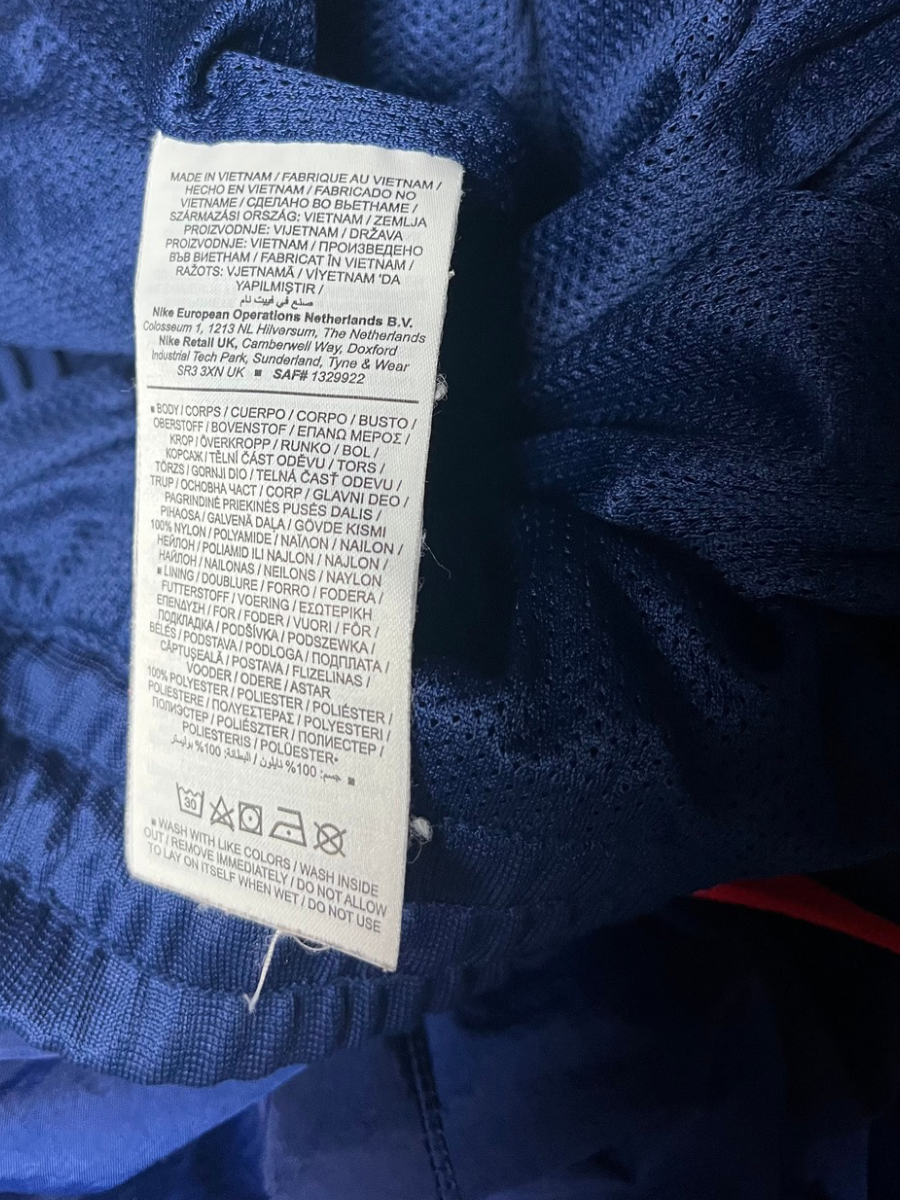 MADE IN VIETNAM / FABRIQUE AU VIETNAM /
HECHO EN VIETNAM / FABRICADO NO
VIETNAME / СДЕЛАНО ВО ВЬЕТНАМЕ /
SZÁRMAZÁSI ORSZÁG: VIETNAM / ZEMLJA
PROIZVODNJE: VIJETNAM / DRŽAVA
PROIZVODNJE: VIETNAM / ПРОИЗВЕДЕНО
ВЪВ ВИЕТНАМ / FABRICAT ÎN VIETNAM /
RAŽOTS: VJETNAMĀ / VİYETNAM 'DA
YAPILMIŞTIR /
صنع في فييت نام
Nike European Operations Netherlands B.V.
Colosseum 1, 1213 NL Hilversum, The Netherlands
Nike Retail UK, Camberwell Way, Doxford
Industrial Tech Park, Sunderland, Tyne & Wear
SR3 3XN UK ■ SAF# 1329922
■ BODY / CORPS / CUERPO / CORPO / BUSTO /
OBERSTOFF / BOVENSTOF / ΕΠΑΝΩ ΜΕΡΟΣ /
KROP / ÖVERKROPP / RUNKO / BOL /
КОРСАЖ / TĚLNÍ ČÁST ODĚVU / TORS /
TÖRZS / GORNJI DIO / TELNÁ ČASŤ ODEVU /
TRUP / ОСНОВНА ЧАСТ / CORP / GLAVNI DEO /
PAGRINDINĖ PRIEKINĖS PUSĖS DALIS /
PIHAOSA / GALVENĀ DAĻA / GÖVDE KISMI
100% NYLON / POLYAMIDE / ΝΑΪΛΟΝ / NAILON /
НЕЙЛОН / POLIAMID ILI NAJLON / NAJLON /
НАЙЛОН / NAILONAS / NEILONS / NAYLON
■ LINING / DOUBLURE / FORRO / FODERA /
FUTTERSTOFF / VOERING / ΕΣΩΤΕΡΙΚΗ
ΕΠΕΝΔΥΣΗ / FOR / FODER / VUORI / FÔR /
ПОДКЛАДКА / PODŠÍVKA / PODSZEWKA /
BÉLÉS / PODSTAVA / PODLOGA / ПОДПЛАТА /
CĂPTUŞEALĂ / POSTAVA / FLIZELINAS /
VOODER / ODERE / ASTAR
100% POLYESTER / POLIESTER / POLIÉSTER /
POLIESTERE / ΠΟΛΥΕΣΤΕΡΑΣ / POLYESTERI /
ПОЛИЭСТЕР / POLIÉSZTER / ПОЛИЕСТЕР /
POLIESTERIS / POLÜESTER•
■ جسم: 100% نايلون / البطانة: 100% بوليستر
30
■ WASH WITH LIKE COLORS / WASH INSIDE
OUT / REMOVE IMMEDIATELY / DO NOT ALLOW
TO LAY ON ITSELF WHEN WET / DO NOT USE